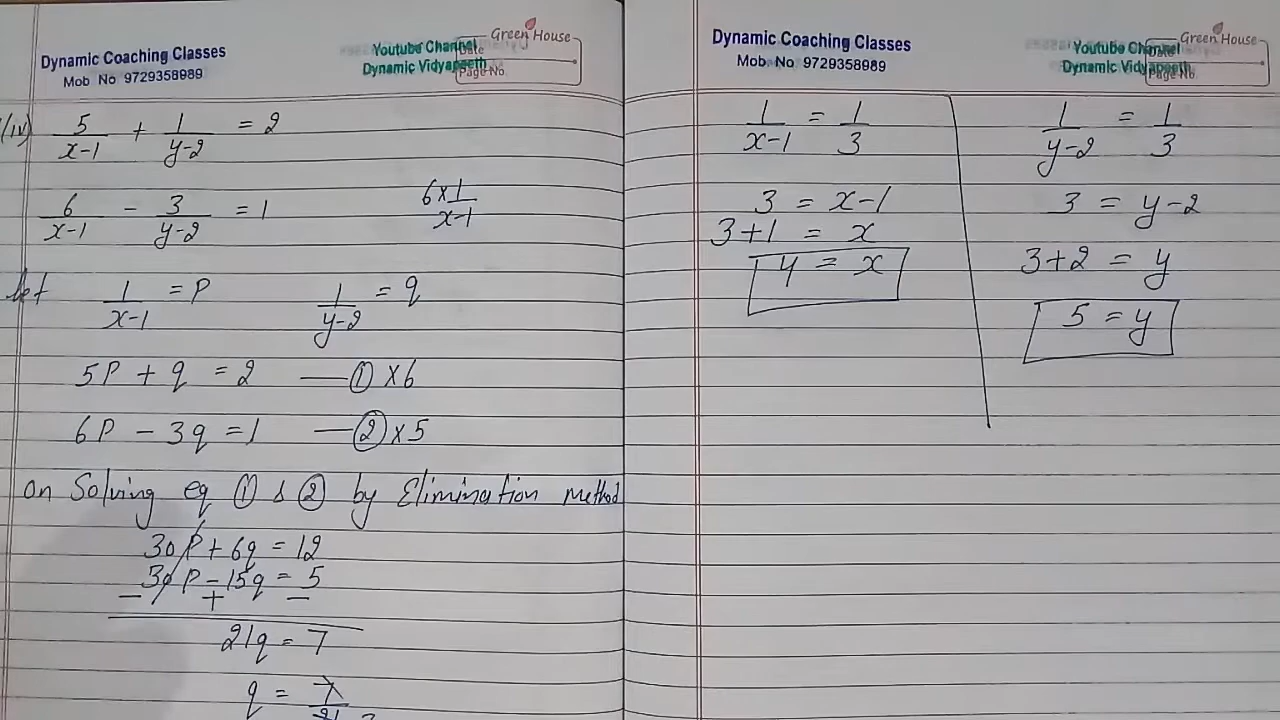 Dynamic Coaching Classes
Mob No 9729358989
Youtube Channel
Dynamic Vidyapeeth
Green House
Date
Page No.
(iv) 5/(x-1) + 1/(y-2) = 2
6/(x-1) - 3/(y-2) = 1
6×1/(x-1)
Let 1/(x-1) = P 1/(y-2) = q
5P + q = 2 —① ×6
6P - 3q = 1 —② ×5
on Solving eq ① & ② by Elimination method
30P + 6q = 12
30P - 15q = 5
- + -
21q = 7
q = 7/21 3
Dynamic Coaching Classes
Mob. No 9729358989
Youtube Channel
Dynamic Vidyapeeth
Green House
Page No.
1/(x-1) = 1/3
3 = x-1
3+1 = x
4 = x
1/(y-2) = 1/3
3 = y-2
3+2 = y
5 = y